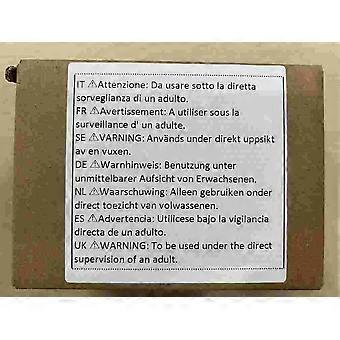 IT ⚠Attenzione: Da usare sotto la diretta
sorveglianza di un adulto.
FR ⚠Avertissement: A utiliser sous la
surveillance d' un adulte.
SE ⚠VARNING: Används under direkt uppsikt
av en vuxen.
DE ⚠Warnhinweis: Benutzung unter
unmittelbarer Aufsicht von Erwachsenen.
NL ⚠Waarschuwing: Alleen gebruiken onder
direct toezicht van volwassenen.
ES ⚠Advertencia: Utilicese bajo la vigilancia
directa de un adulto.
UK ⚠WARNING: To be used under the direct
supervision of an adult.